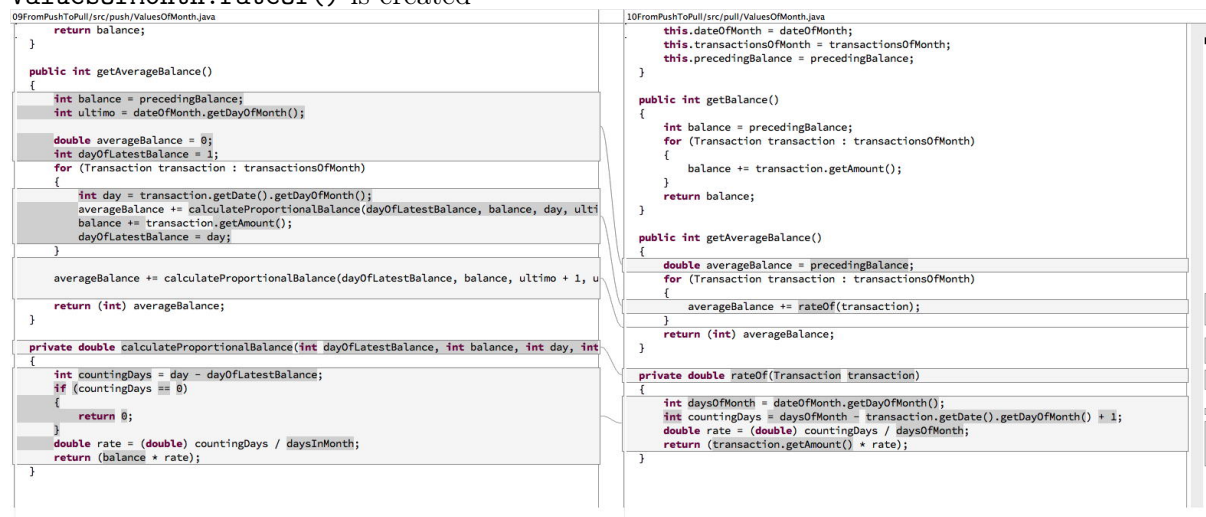 ValuesOfMonth.rateOf() is created
09FromPushToPull/src/push/ValuesOfMonth.java
return balance;
}
public int getAverageBalance()
{
int balance = precedingBalance;
int ultimo = dateOfMonth.getDayOfMonth();
double averageBalance = 0;
int dayOfLatestBalance = 1;
for (Transaction transaction : transactionsOfMonth)
{
int day = transaction.getDate().getDayOfMonth();
averageBalance += calculateProportionalBalance(dayOfLatestBalance, balance, day, ulti
balance += transaction.getAmount();
dayOfLatestBalance = day;
}
averageBalance += calculateProportionalBalance(dayOfLatestBalance, balance, ultimo + 1, u
return (int) averageBalance;
}
private double calculateProportionalBalance(int dayOfLatestBalance, int balance, int day, int
{
int countingDays = day - dayOfLatestBalance;
if (countingDays == 0)
{
return 0;
}
double rate = (double) countingDays / daysInMonth;
return (balance * rate);
}
10FromPushToPull/src/pull/ValuesOfMonth.java
this.dateOfMonth = dateOfMonth;
this.transactionsOfMonth = transactionsOfMonth;
this.precedingBalance = precedingBalance;
}
public int getBalance()
{
int balance = precedingBalance;
for (Transaction transaction : transactionsOfMonth)
{
balance += transaction.getAmount();
}
return balance;
}
public int getAverageBalance()
{
double averageBalance = precedingBalance;
for (Transaction transaction : transactionsOfMonth)
{
averageBalance += rateOf(transaction);
}
return (int) averageBalance;
}
private double rateOf(Transaction transaction)
{
int daysOfMonth = dateOfMonth.getDayOfMonth();
int countingDays = daysOfMonth - transaction.getDate().getDayOfMonth() + 1;
double rate = (double) countingDays / daysOfMonth;
return (transaction.getAmount() * rate);
}